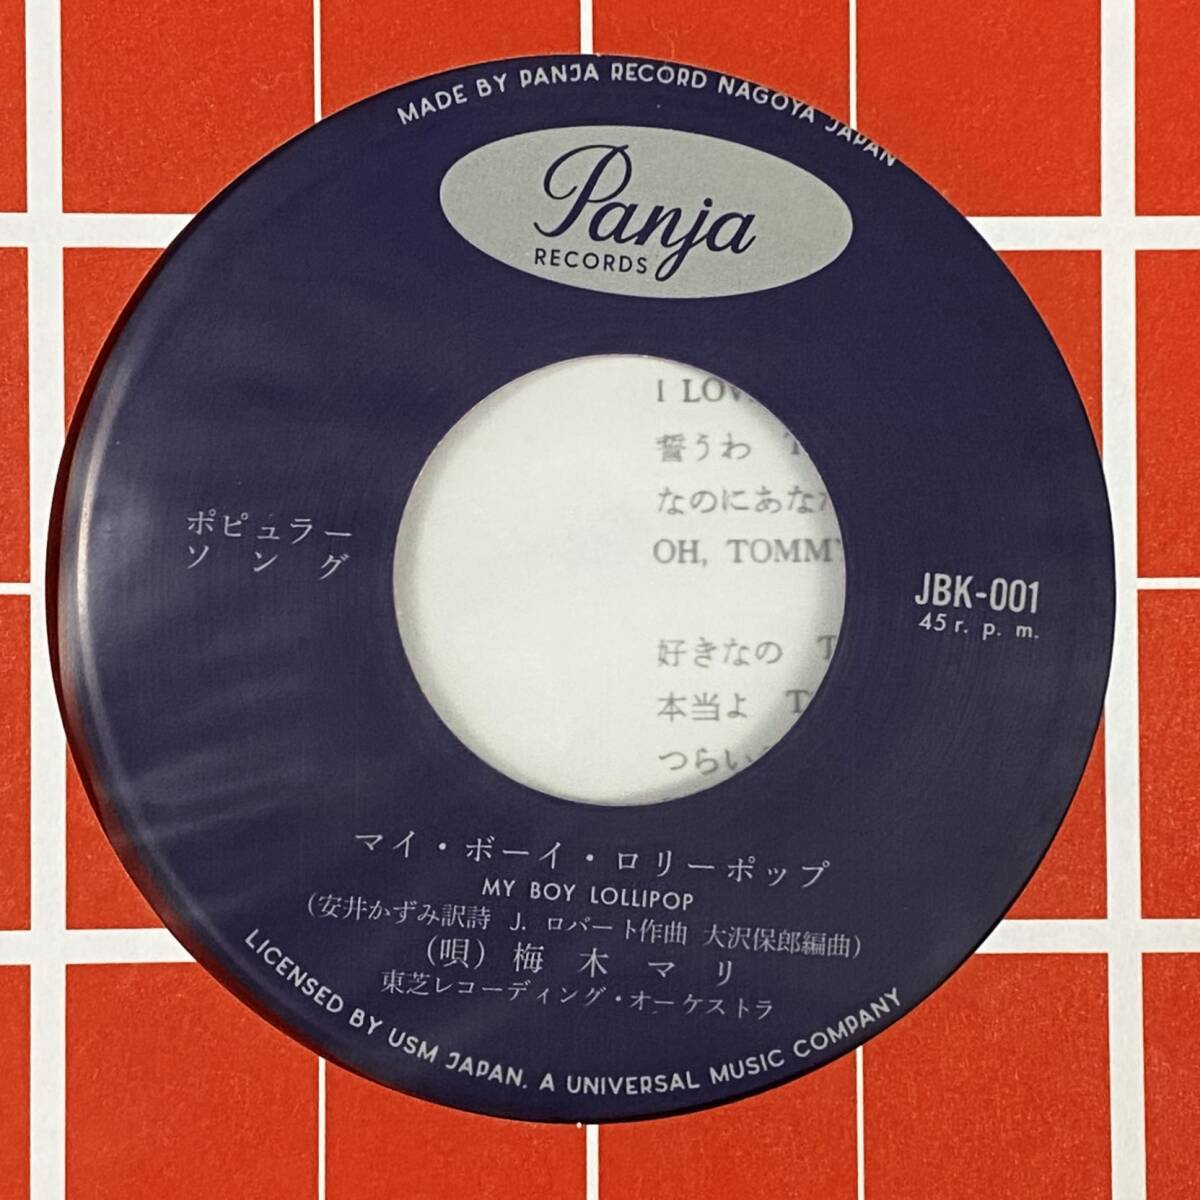 MADE BY PANJA RECORD NAGOYA JAPAN
Panja
RECORDS
I LOV
誓うわ
なのにあな
OH, TOMMY
好きなの
本当よ
つらい
ポピュラー
ソング
JBK-001
45 r. p. m.
マイ・ボーイ・ロリーポップ
MY BOY LOLLIPOP
(安井かずみ訳詩 J. ロバート作曲 大沢保郎編曲)
(唄) 梅木マリ
東芝レコーディング・オーケストラ
LICENSED BY USM JAPAN, A UNIVERSAL MUSIC COMPANY